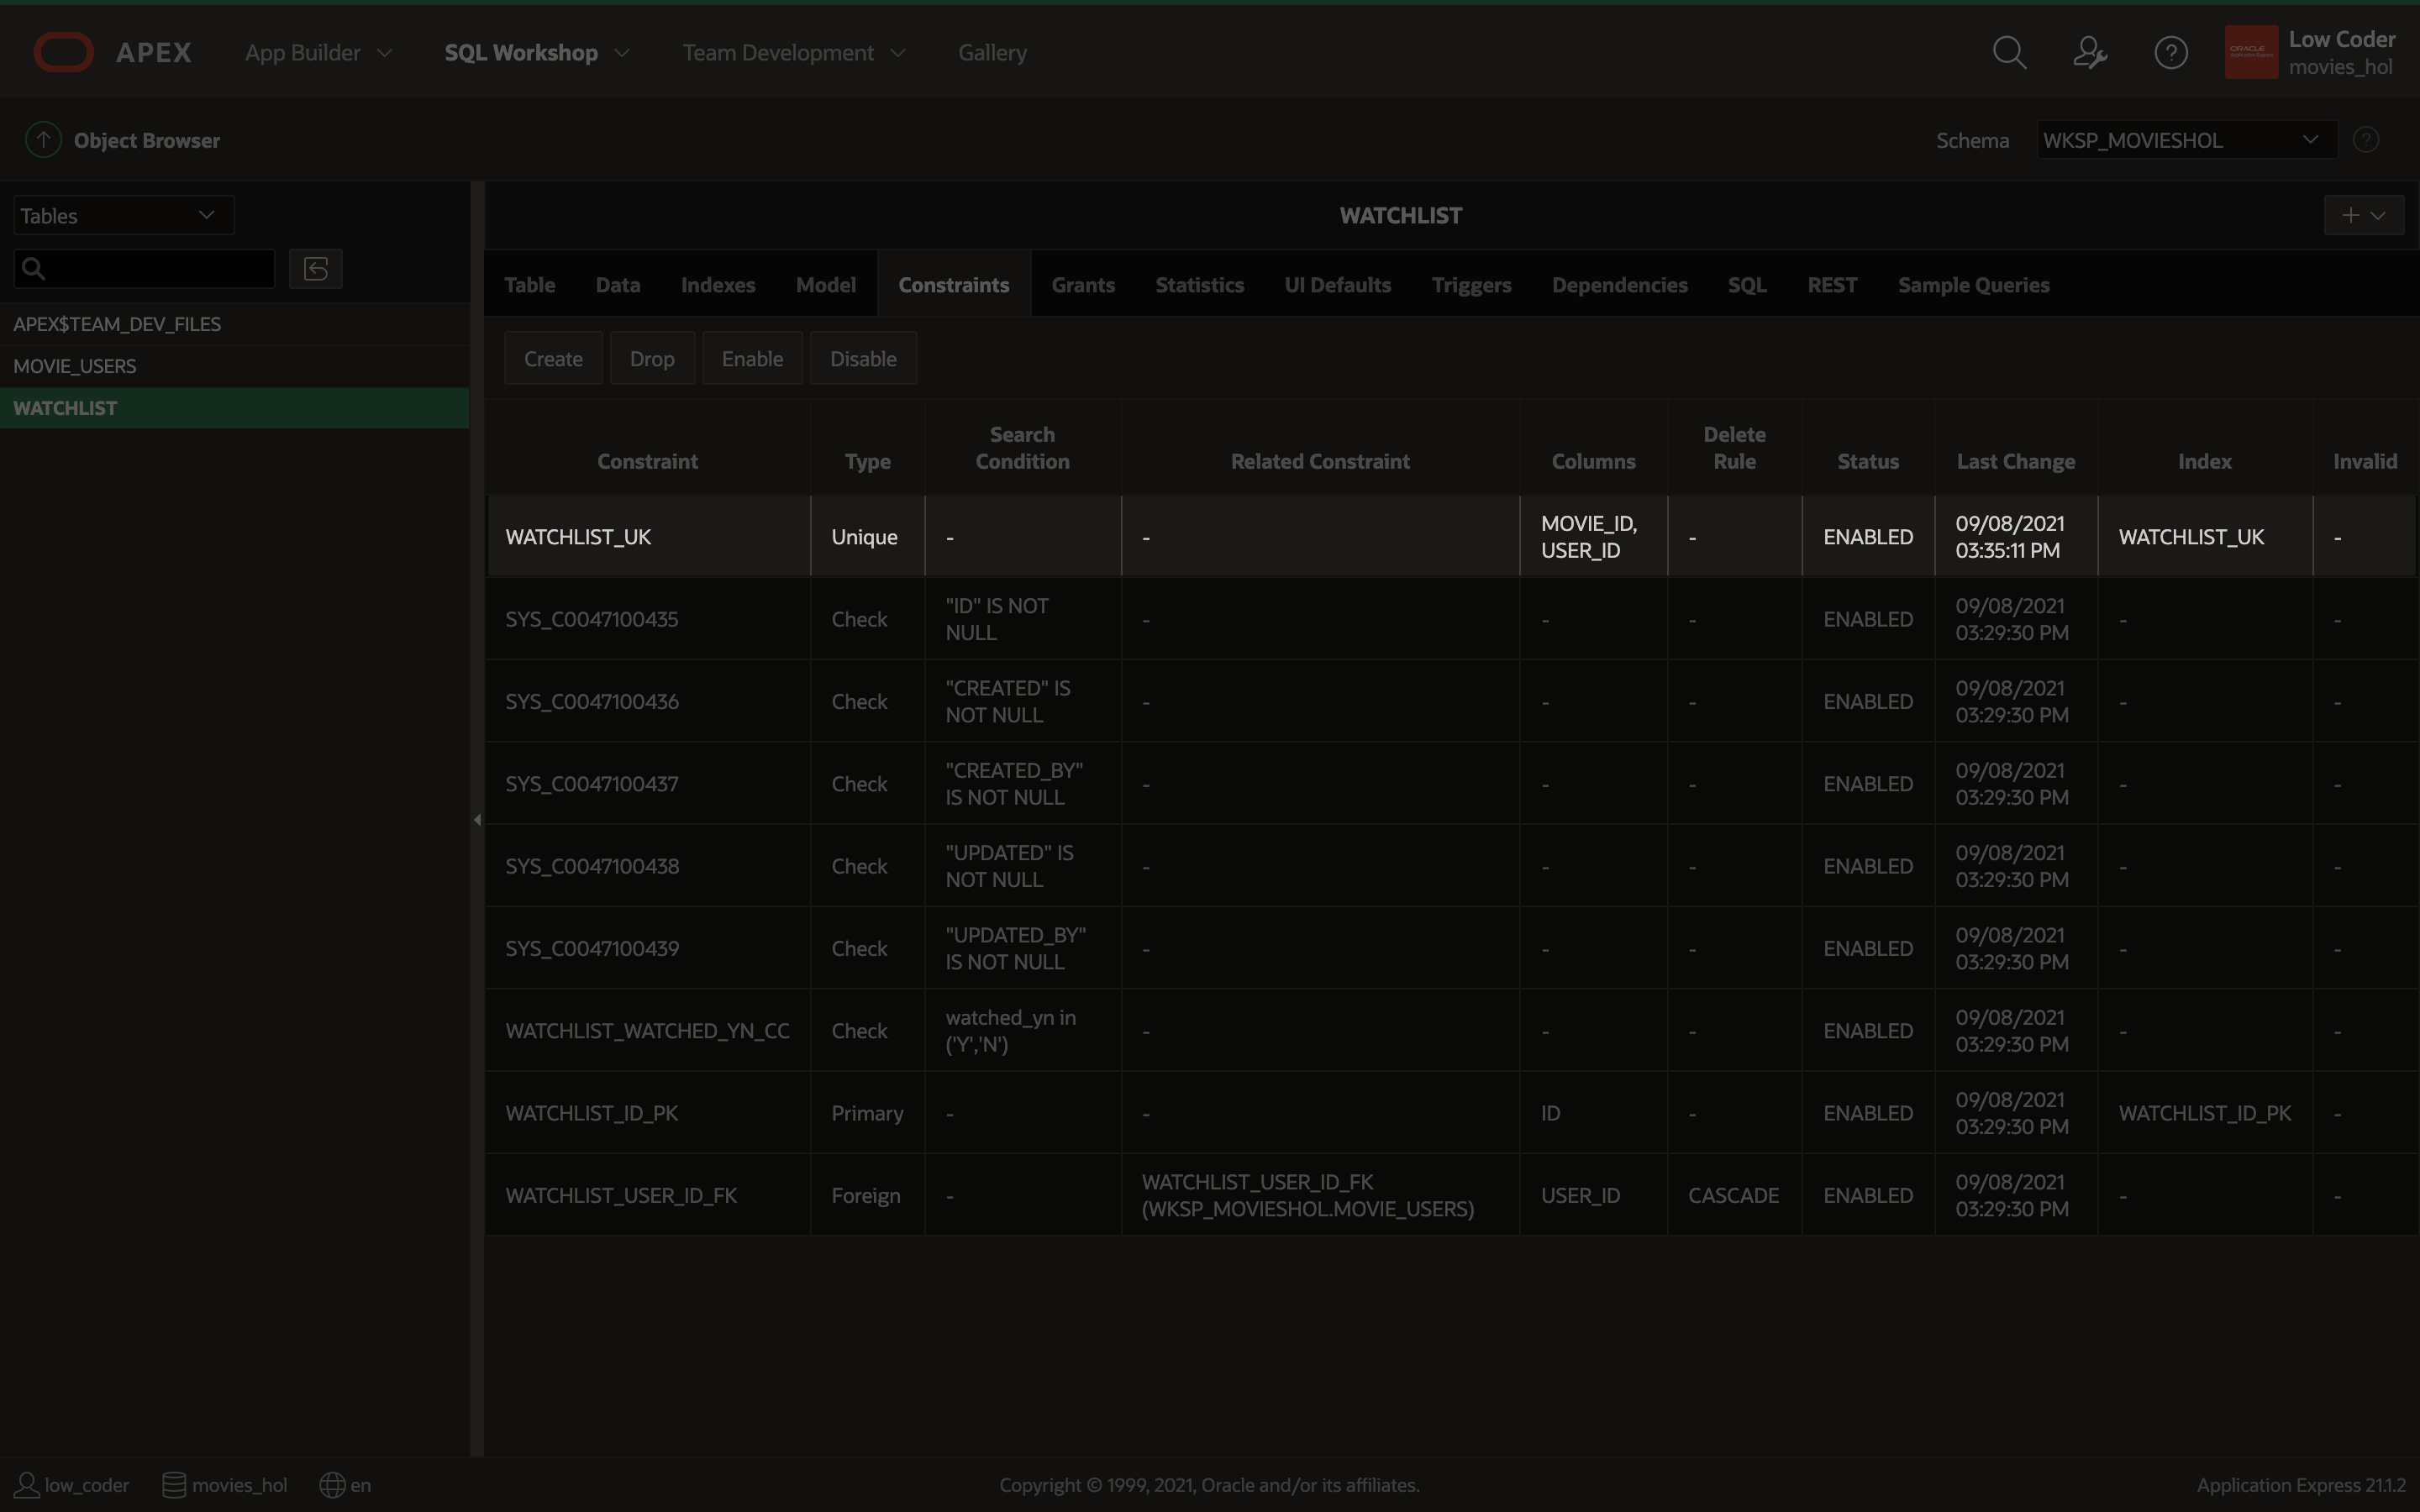 APEX
App Builder
SQL Workshop
Team Development
Gallery
ORACLE
Application Express
Low Coder
movies_hol
Object Browser
Schema
WKSP_MOVIESHOL
?
Tables
WATCHLIST
APEX$TEAM_DEV_FILES
MOVIE_USERS
WATCHLIST
Table Data Indexes Model Constraints Grants Statistics UI Defaults Triggers Dependencies SQL REST Sample Queries
Create Drop Enable Disable
Constraint Type Search Condition Related Constraint Columns Delete Rule Status Last Change Index Invalid
WATCHLIST_UK Unique - - MOVIE_ID, USER_ID - ENABLED 09/08/2021 03:35:11 PM WATCHLIST_UK -
SYS_C0047100435 Check "ID" IS NOT NULL - - - ENABLED 09/08/2021 03:29:30 PM - -
SYS_C0047100436 Check "CREATED" IS NOT NULL - - - ENABLED 09/08/2021 03:29:30 PM - -
SYS_C0047100437 Check "CREATED_BY" IS NOT NULL - - - ENABLED 09/08/2021 03:29:30 PM - -
SYS_C0047100438 Check "UPDATED" IS NOT NULL - - - ENABLED 09/08/2021 03:29:30 PM - -
SYS_C0047100439 Check "UPDATED_BY" IS NOT NULL - - - ENABLED 09/08/2021 03:29:30 PM - -
WATCHLIST_WATCHED_YN_CC Check watched_yn in ('Y','N') - - - ENABLED 09/08/2021 03:29:30 PM - -
WATCHLIST_ID_PK Primary - - ID - ENABLED 09/08/2021 03:29:30 PM WATCHLIST_ID_PK -
WATCHLIST_USER_ID_FK Foreign - WATCHLIST_USER_ID_FK (WKSP_MOVIESHOL.MOVIE_USERS) USER_ID CASCADE ENABLED 09/08/2021 03:29:30 PM - -
low_coder movies_hol en
Copyright © 1999, 2021, Oracle and/or its affiliates.
Application Express 21.1.2